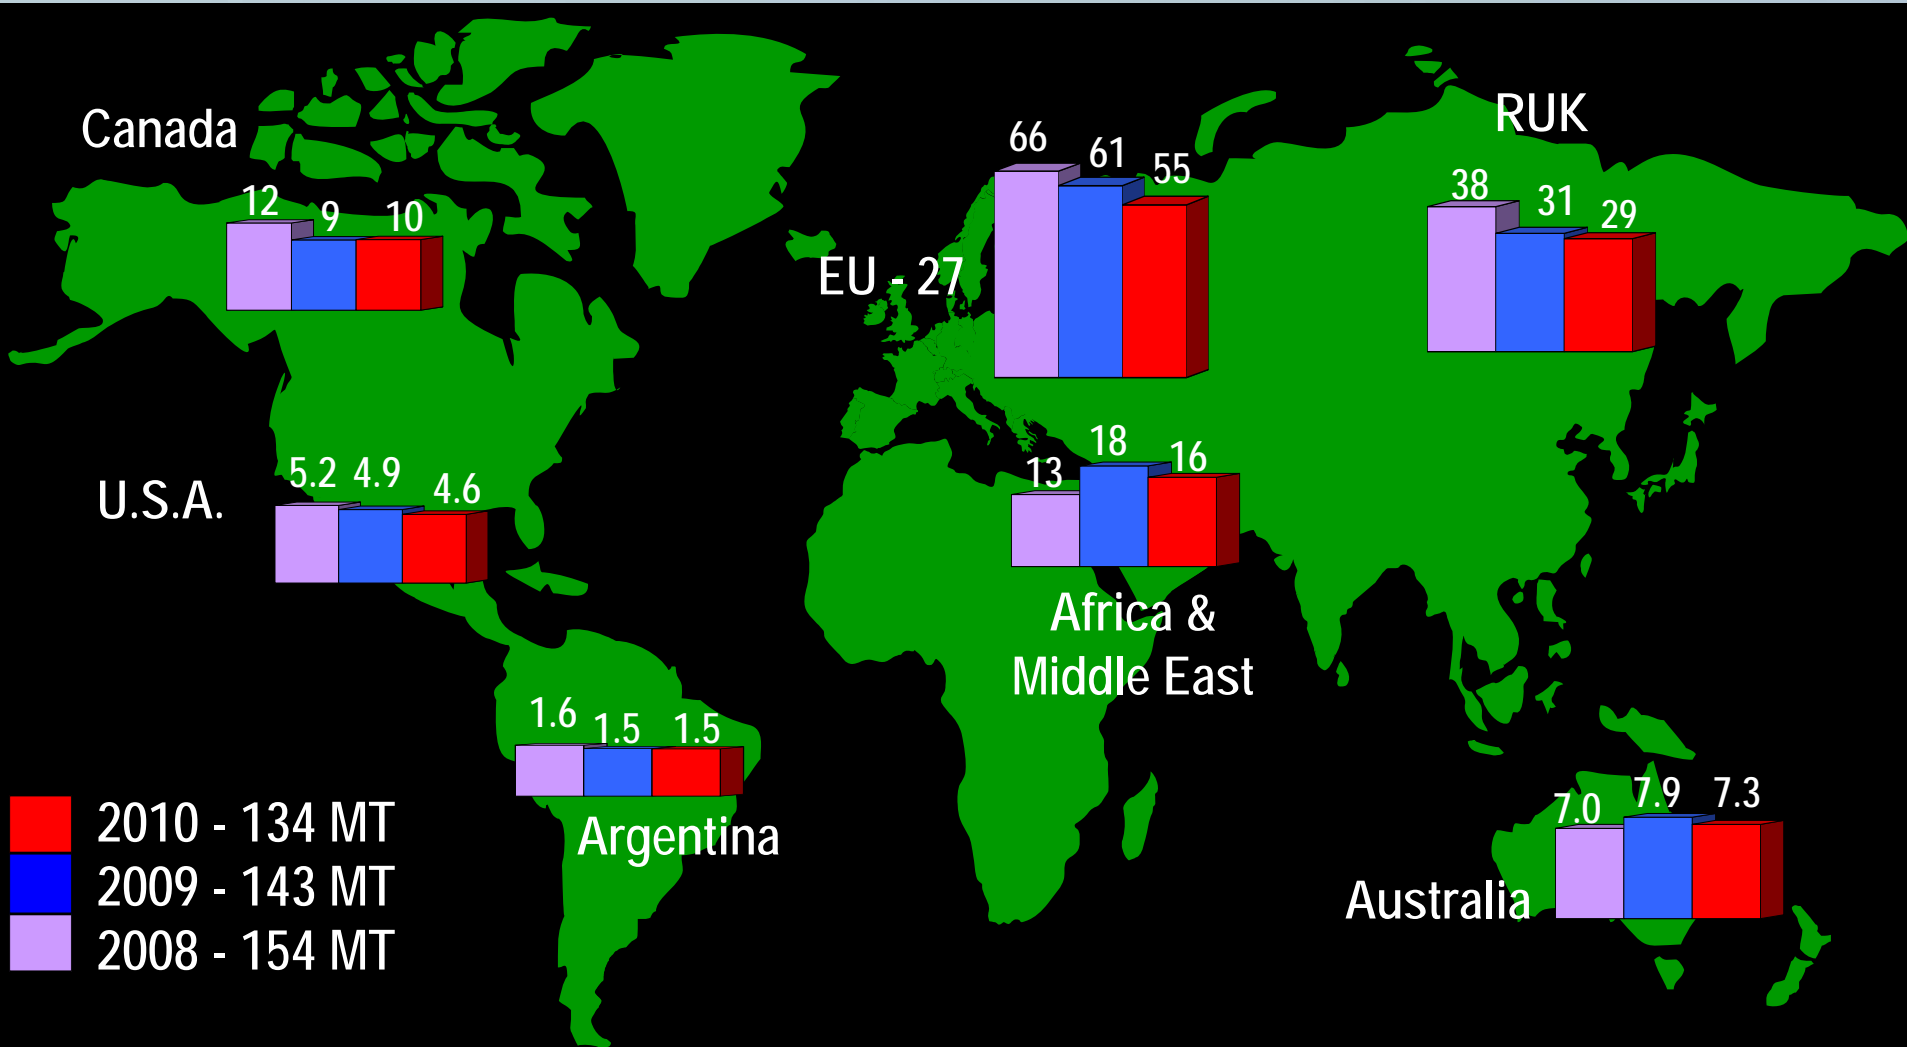 Canada
12
9
10
66
61
55
RUK
38
31
29
EU - 27
U.S.A.
5.2
4.9
4.6
13
18
16
Africa &
Middle East
1.6
1.5
1.5
Argentina
7.0
7.9
7.3
Australia
2010 - 134 MT
2009 - 143 MT
2008 - 154 MT